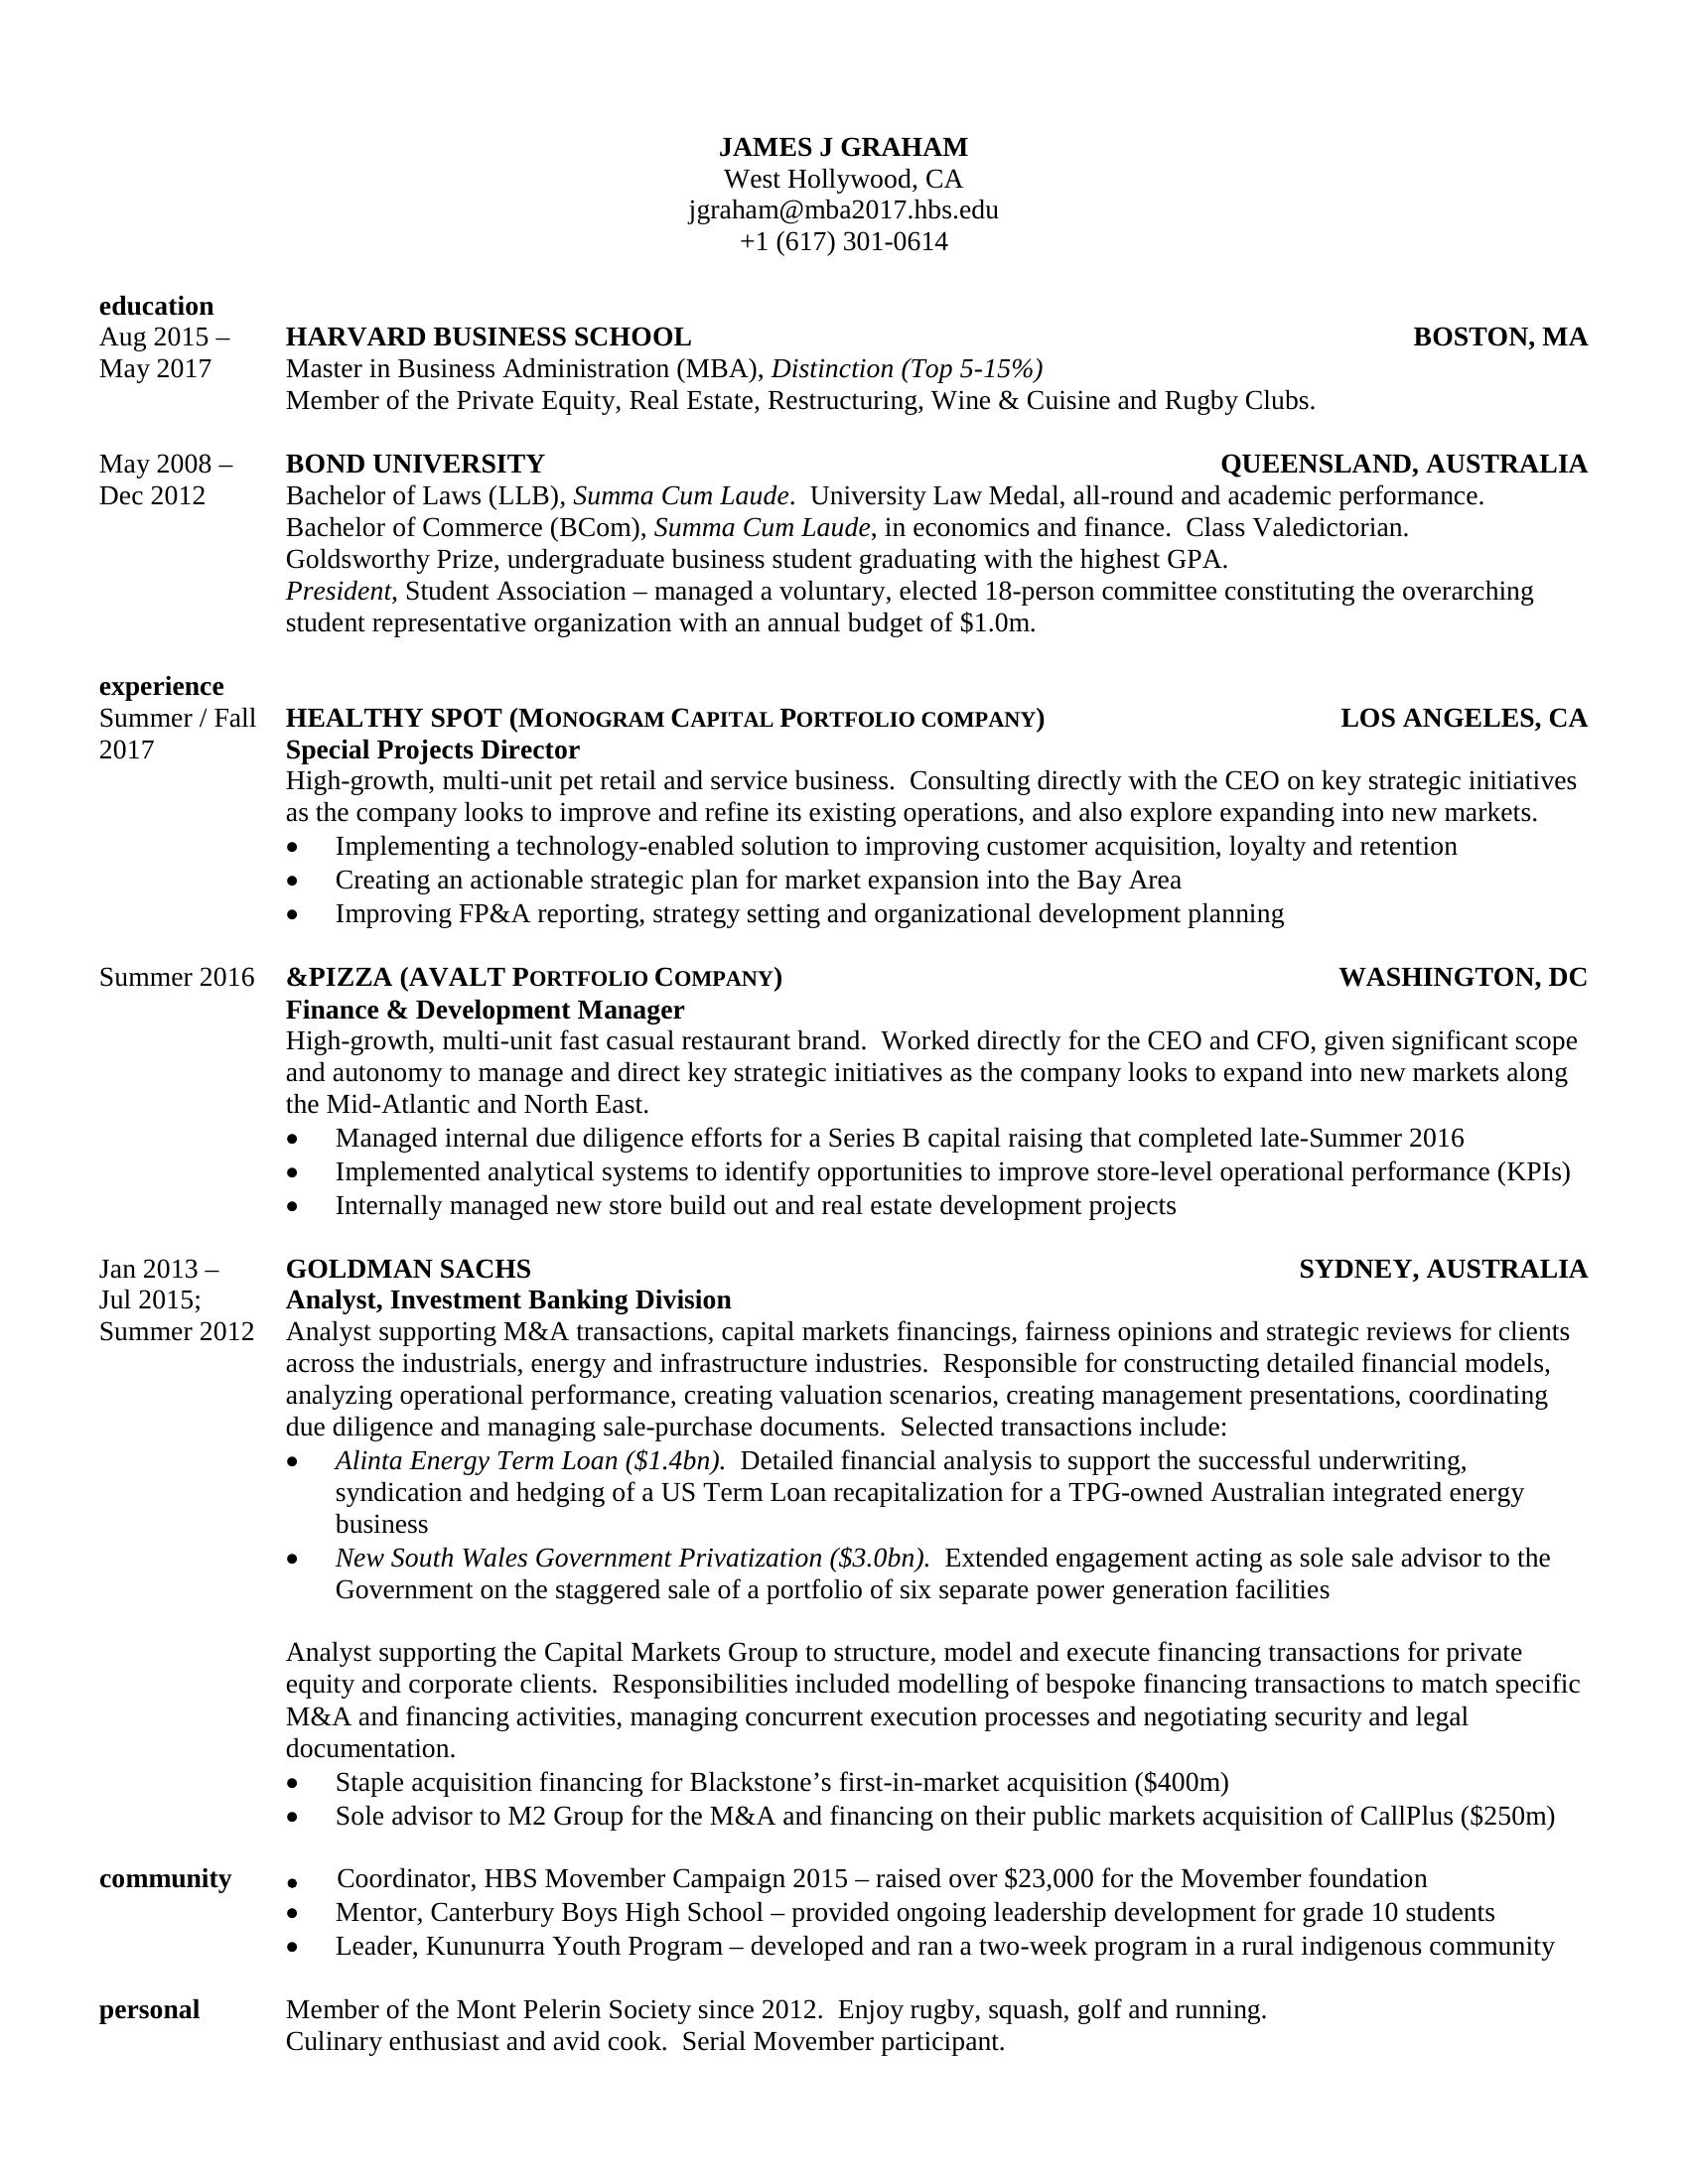 JAMES J GRAHAM
West Hollywood, CA
jgraham@mba2017.hbs.edu
+1 (617) 301-0614
education
Aug 2015 – HARVARD BUSINESS SCHOOL BOSTON, MA
May 2017 Master in Business Administration (MBA), Distinction (Top 5-15%)
Member of the Private Equity, Real Estate, Restructuring, Wine & Cuisine and Rugby Clubs.
May 2008 – BOND UNIVERSITY QUEENSLAND, AUSTRALIA
Dec 2012 Bachelor of Laws (LLB), Summa Cum Laude. University Law Medal, all-round and academic performance.
Bachelor of Commerce (BCom), Summa Cum Laude, in economics and finance. Class Valedictorian.
Goldsworthy Prize, undergraduate business student graduating with the highest GPA.
President, Student Association – managed a voluntary, elected 18-person committee constituting the overarching
student representative organization with an annual budget of $1.0m.
experience
Summer / Fall HEALTHY SPOT (MONOGRAM CAPITAL PORTFOLIO COMPANY) LOS ANGELES, CA
2017 Special Projects Director
High-growth, multi-unit pet retail and service business. Consulting directly with the CEO on key strategic initiatives
as the company looks to improve and refine its existing operations, and also explore expanding into new markets.
• Implementing a technology-enabled solution to improving customer acquisition, loyalty and retention
• Creating an actionable strategic plan for market expansion into the Bay Area
• Improving FP&A reporting, strategy setting and organizational development planning
Summer 2016 &PIZZA (AVALT PORTFOLIO COMPANY) WASHINGTON, DC
Finance & Development Manager
High-growth, multi-unit fast casual restaurant brand. Worked directly for the CEO and CFO, given significant scope
and autonomy to manage and direct key strategic initiatives as the company looks to expand into new markets along
the Mid-Atlantic and North East.
• Managed internal due diligence efforts for a Series B capital raising that completed late-Summer 2016
• Implemented analytical systems to identify opportunities to improve store-level operational performance (KPIs)
• Internally managed new store build out and real estate development projects
Jan 2013 – GOLDMAN SACHS SYDNEY, AUSTRALIA
Jul 2015; Analyst, Investment Banking Division
Summer 2012 Analyst supporting M&A transactions, capital markets financings, fairness opinions and strategic reviews for clients
across the industrials, energy and infrastructure industries. Responsible for constructing detailed financial models,
analyzing operational performance, creating valuation scenarios, creating management presentations, coordinating
due diligence and managing sale-purchase documents. Selected transactions include:
• Alinta Energy Term Loan ($1.4bn). Detailed financial analysis to support the successful underwriting,
syndication and hedging of a US Term Loan recapitalization for a TPG-owned Australian integrated energy
business
• New South Wales Government Privatization ($3.0bn). Extended engagement acting as sole sale advisor to the
Government on the staggered sale of a portfolio of six separate power generation facilities
Analyst supporting the Capital Markets Group to structure, model and execute financing transactions for private
equity and corporate clients. Responsibilities included modelling of bespoke financing transactions to match specific
M&A and financing activities, managing concurrent execution processes and negotiating security and legal
documentation.
• Staple acquisition financing for Blackstone’s first-in-market acquisition ($400m)
• Sole advisor to M2 Group for the M&A and financing on their public markets acquisition of CallPlus ($250m)
community • Coordinator, HBS Movember Campaign 2015 – raised over $23,000 for the Movember foundation
• Mentor, Canterbury Boys High School – provided ongoing leadership development for grade 10 students
• Leader, Kununurra Youth Program – developed and ran a two-week program in a rural indigenous community
personal Member of the Mont Pelerin Society since 2012. Enjoy rugby, squash, golf and running.
Culinary enthusiast and avid cook. Serial Movember participant.